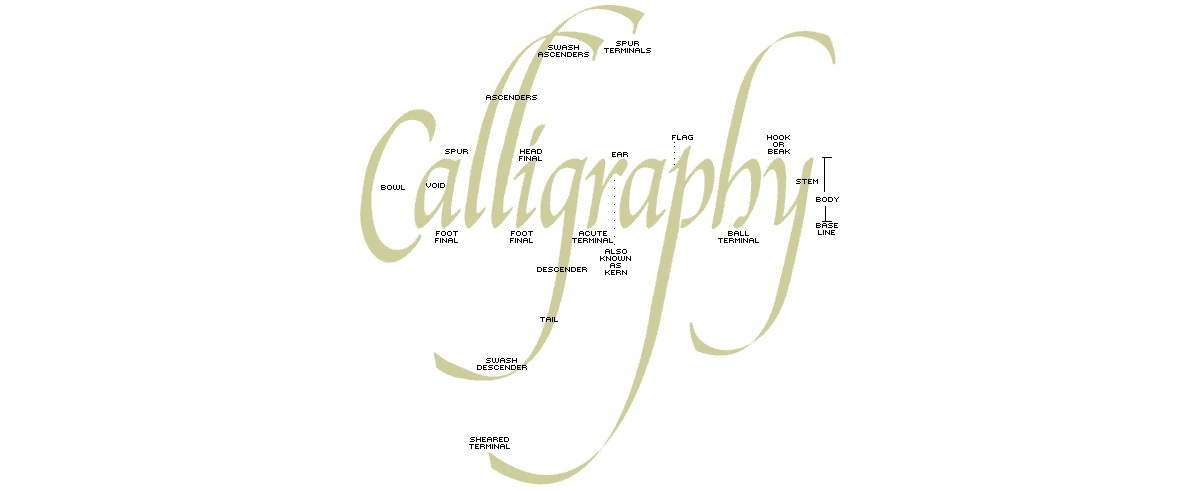 Calligraphy
SWASH
ASCENDERS
SPUR
TERMINALS
ASCENDERS
FLAG
HOOK
OR
BEAK
SPUR
HEAD
FINAL
EAR
BOWL
VOID
STEM
BODY
BASE
LINE
FOOT
FINAL
FOOT
FINAL
ACUTE
TERMINAL
BALL
TERMINAL
ALSO
KNOWN
AS
KERN
DESCENDER
TAIL
SWASH
DESCENDER
SHEARED
TERMINAL